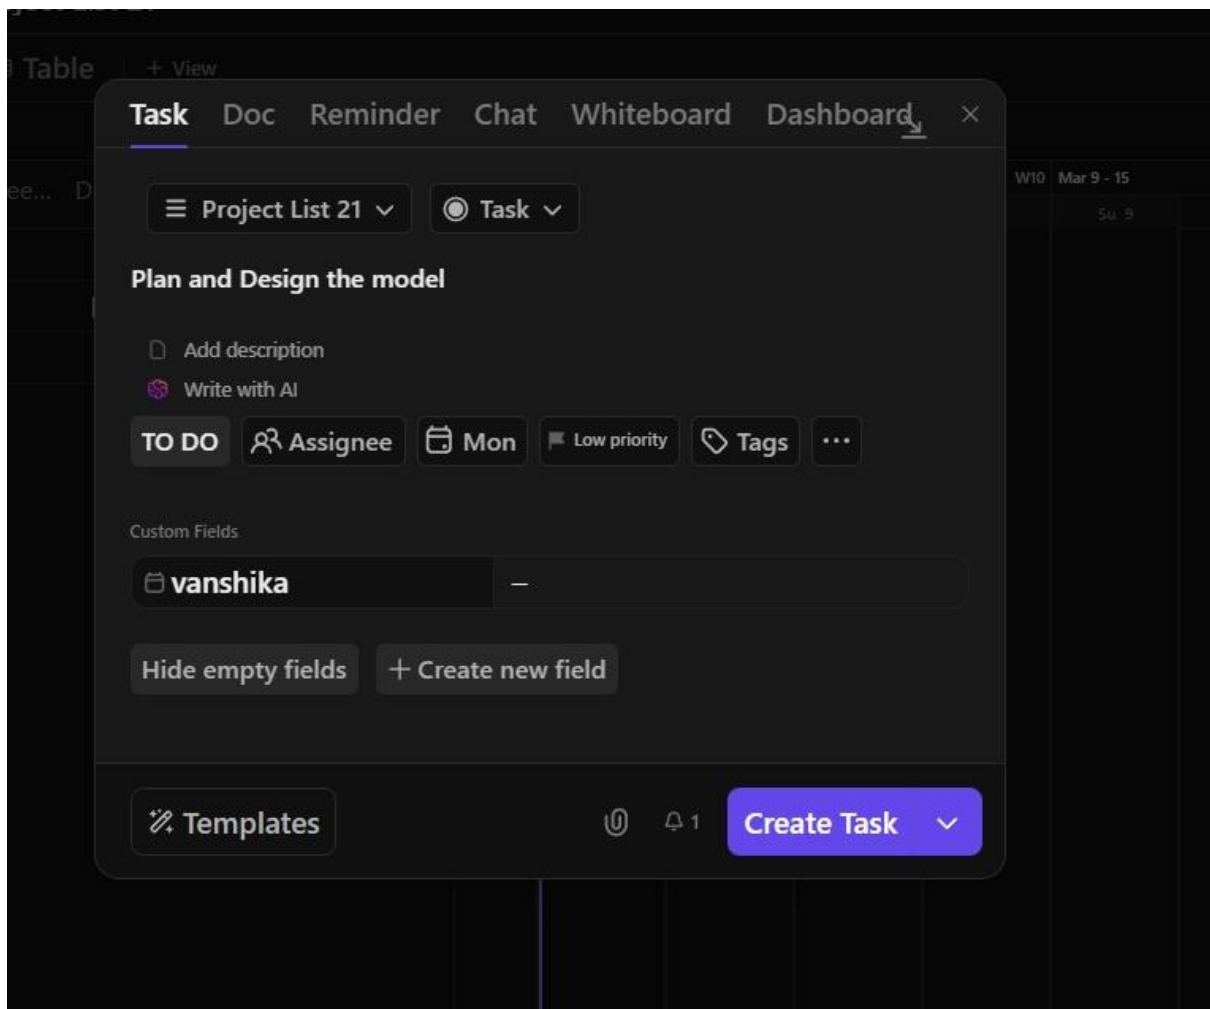 Table + View
Task Doc Reminder Chat Whiteboard Dashboard
W10 Mar 9 - 15
ee... D
Su 9
Project List 21 Task
Plan and Design the model
Add description
Write with AI
TO DO Assignee Mon Low priority Tags ...
Custom Fields
vanshika –
Hide empty fields + Create new field
Templates 1 Create Task